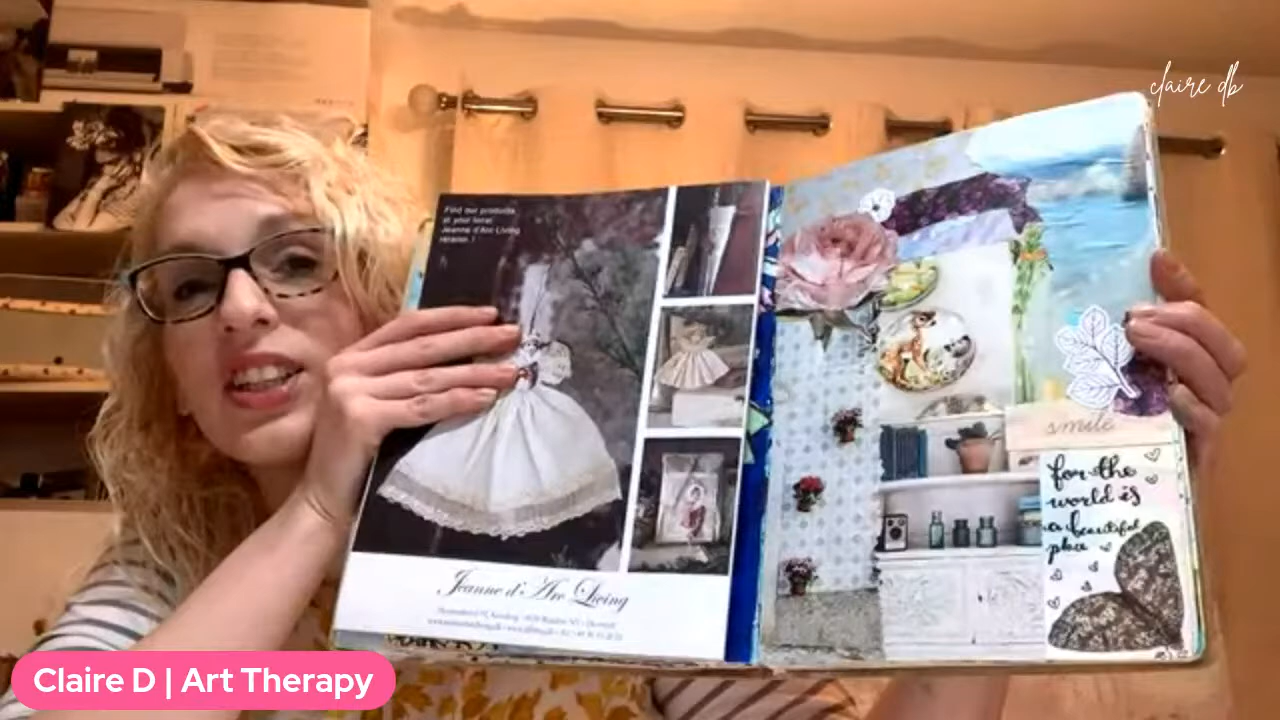 claire db
Find our products
at your local
Jeanne d'Arc Living
retailer !
Jeanne d'Arc Living
smile
for the
world is
a beautiful
place
Claire D | Art Therapy